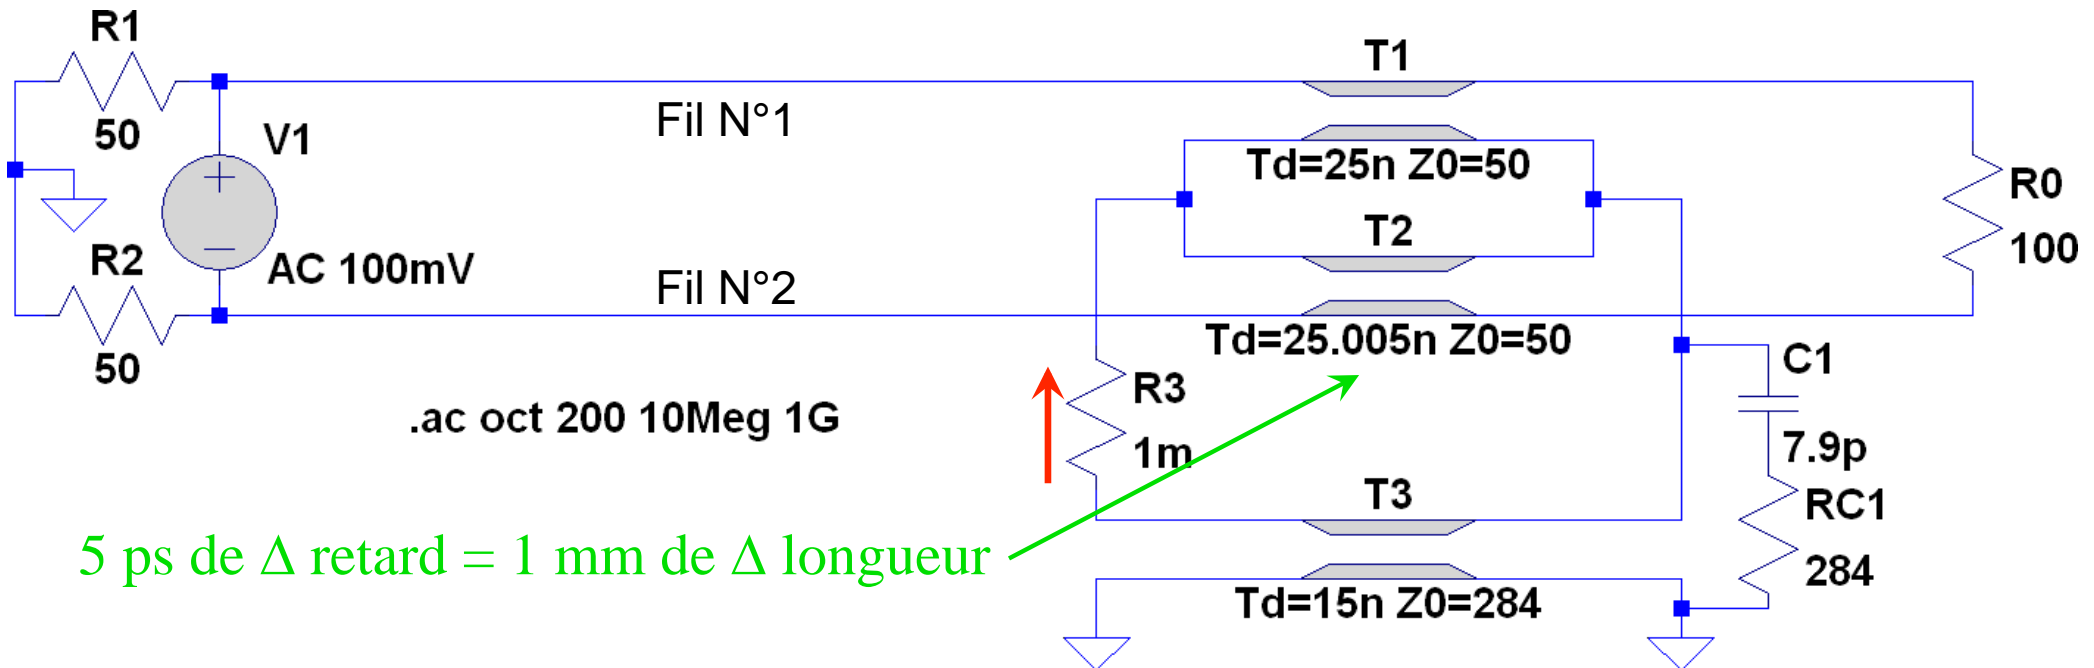 R1
50
V1
R2
AC 100mV
50
Fil N°1
Fil N°2
T1
Td=25n Z0=50
T2
Td=25.005n Z0=50
R0
100
.ac oct 200 10Meg 1G
R3
1m
C1
7.9p
RC1
284
T3
Td=15n Z0=284
5 ps de Δ retard = 1 mm de Δ longueur